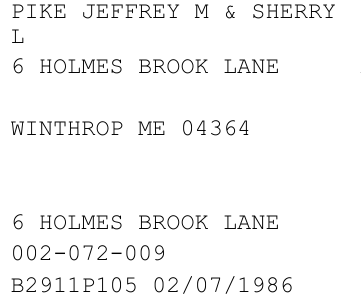 PIKE JEFFREY M & SHERRY
L
6 HOLMES BROOK LANE
WINTHROP ME 04364
6 HOLMES BROOK LANE
002-072-009
B2911P105 02/07/1986